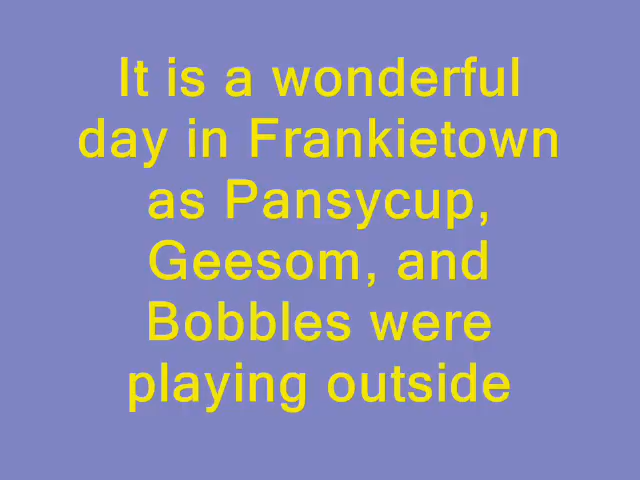 It is a wonderful
day in Frankietown
as Pansycup,
Geesom, and
Bobbles were
playing outside